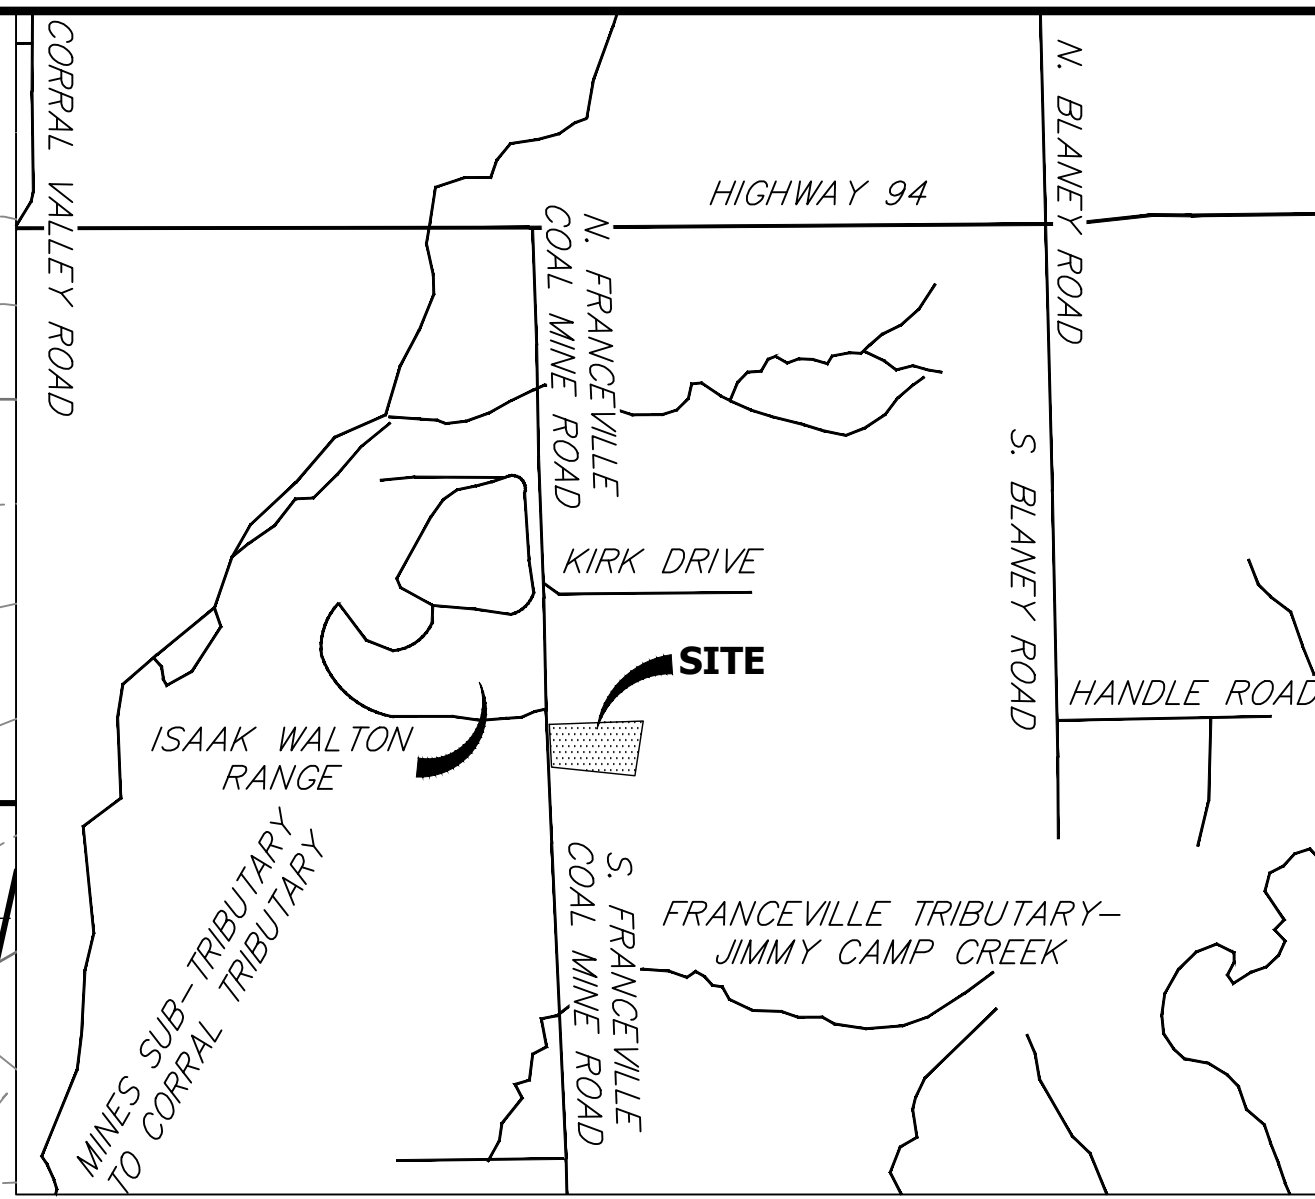 CORRAL VALLEY ROAD
N. BLANEY ROAD
HIGHWAY 94
N. FRANCEVILLE
COAL MINE ROAD
S. BLANEY ROAD
KIRK DRIVE
SITE
HANDLE ROAD
ISAAK WALTON
RANGE
MINES SUB-TRIBUTARY
TO CORRAL TRIBUTARY
S. FRANCEVILLE
COAL MINE ROAD
FRANCEVILLE TRIBUTARY-
JIMMY CAMP CREEK